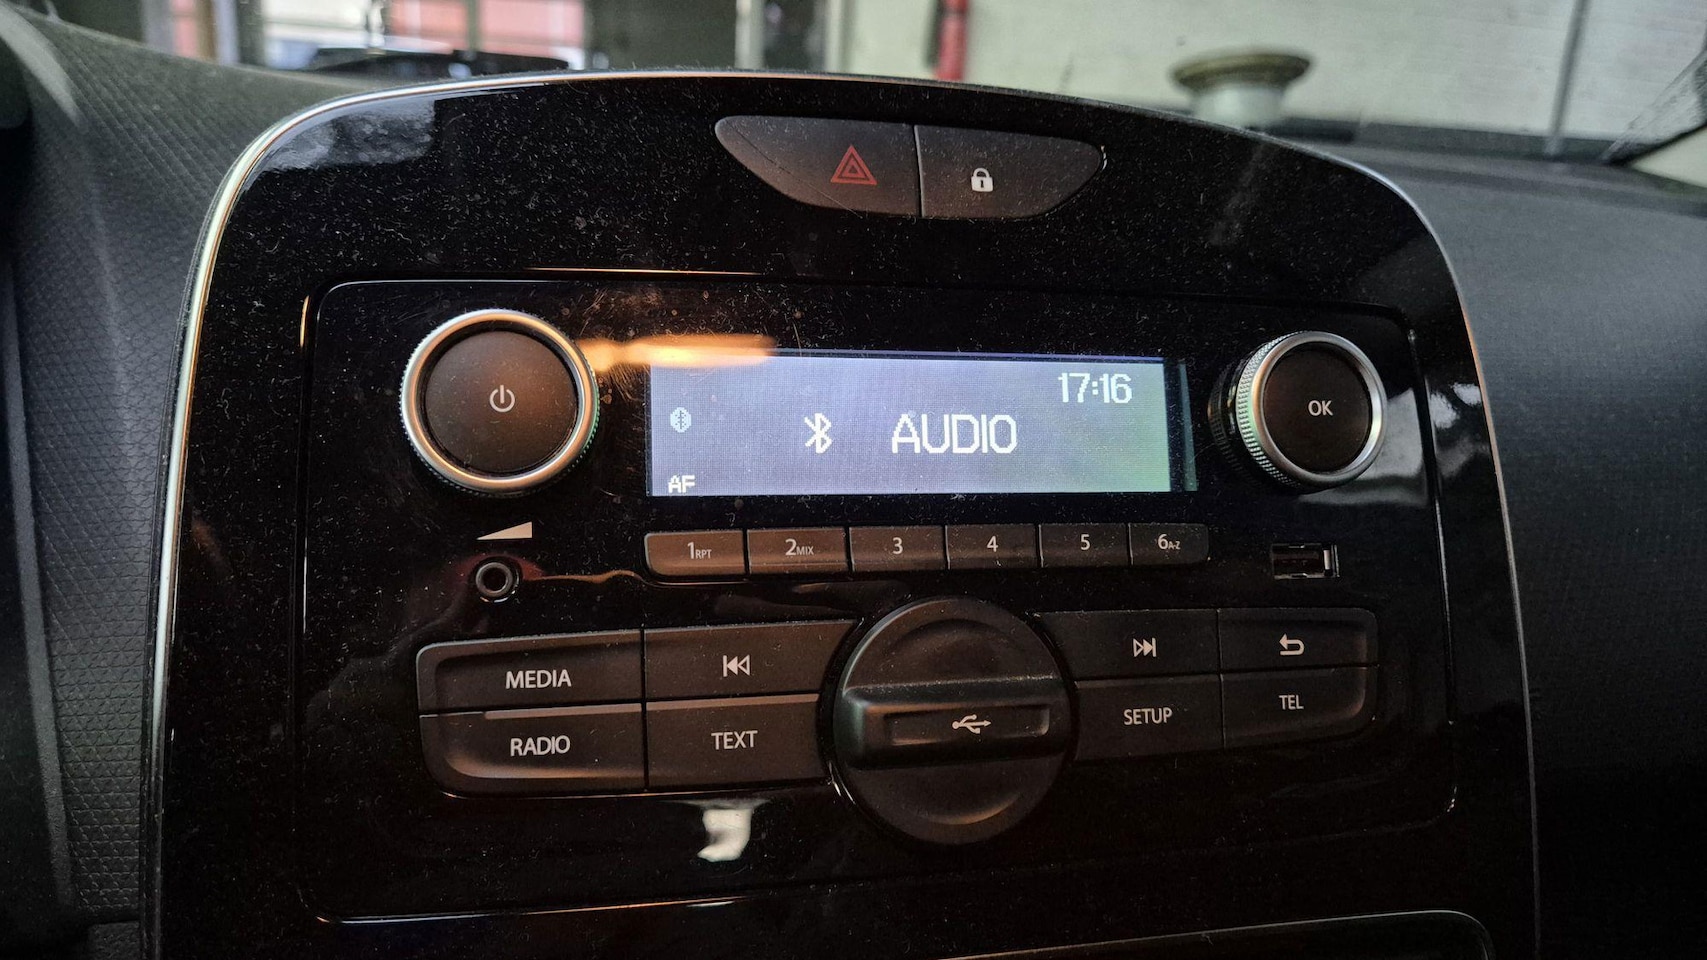 17:16
AUDIO
AF
OK
1RPT
2MIX
3
4
5
6A-Z
MEDIA
RADIO
TEXT
SETUP
TEL